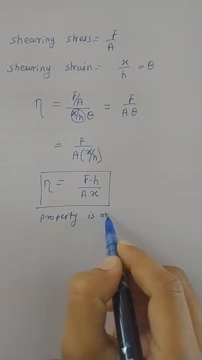 shearing stress = F/A
shearing strain = x/h = θ
η = (F/A)/((x/h) θ) = F/(Aθ)
= F/(A(x/h))
η = F·h/(A.x)
property is o